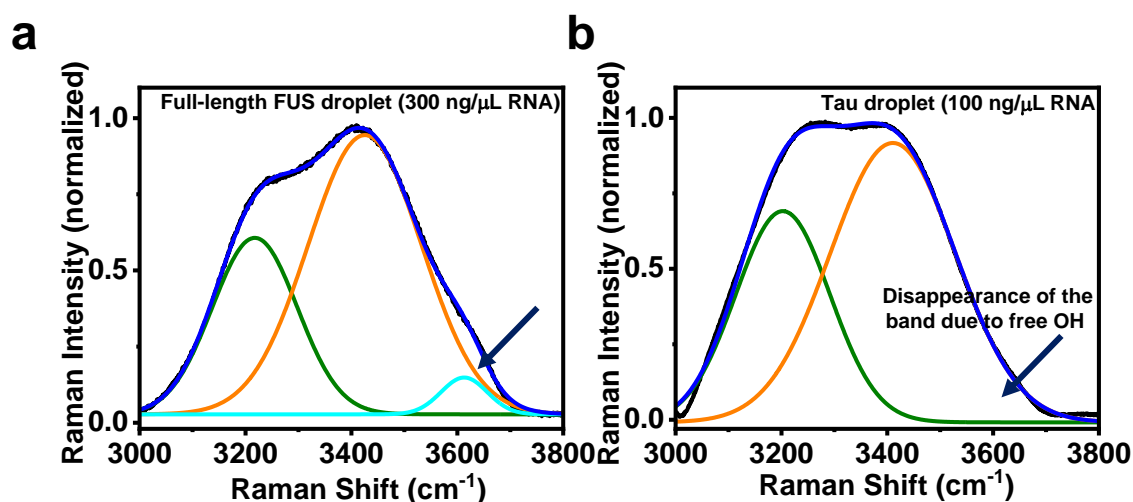 a
b
Full-length FUS droplet (300 ng/μL RNA)
Tau droplet (100 ng/μL RNA
1.0
0.5
0.0
Raman Intensity (normalized)
3000 3200 3400 3600 3800
Raman Shift (cm⁻¹)
1.0
0.5
0.0
Raman Intensity (normalized)
Disappearance of the
band due to free OH
3000 3200 3400 3600 3800
Raman Shift (cm⁻¹)